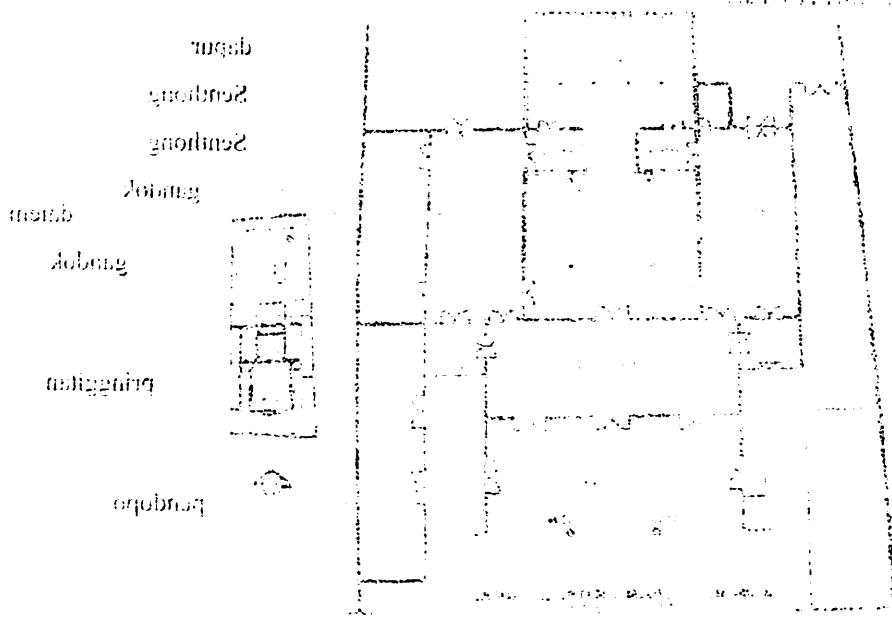 dapur
Senthong
Senthong
gandok
dalem
gandok
pringgitan
pendopo